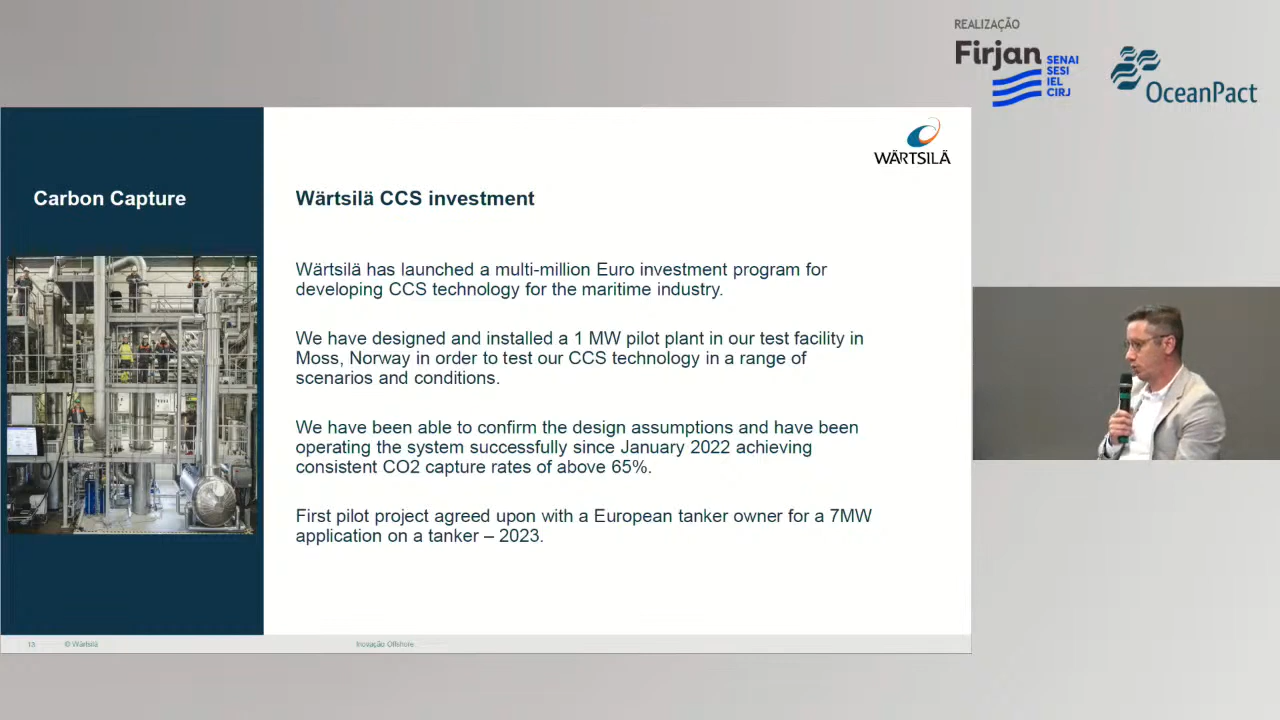 REALIZAÇÃO
Firjan
SENAI
SESI
IEL
CIRJ
OceanPact
WÄRTSILÄ
Carbon Capture
Wärtsilä CCS investment
Wärtsilä has launched a multi-million Euro investment program for
developing CCS technology for the maritime industry.
We have designed and installed a 1 MW pilot plant in our test facility in
Moss, Norway in order to test our CCS technology in a range of
scenarios and conditions.
We have been able to confirm the design assumptions and have been
operating the system successfully since January 2022 achieving
consistent CO2 capture rates of above 65%.
First pilot project agreed upon with a European tanker owner for a 7MW
application on a tanker – 2023.
© Wärtsilä
Inovação Offshore